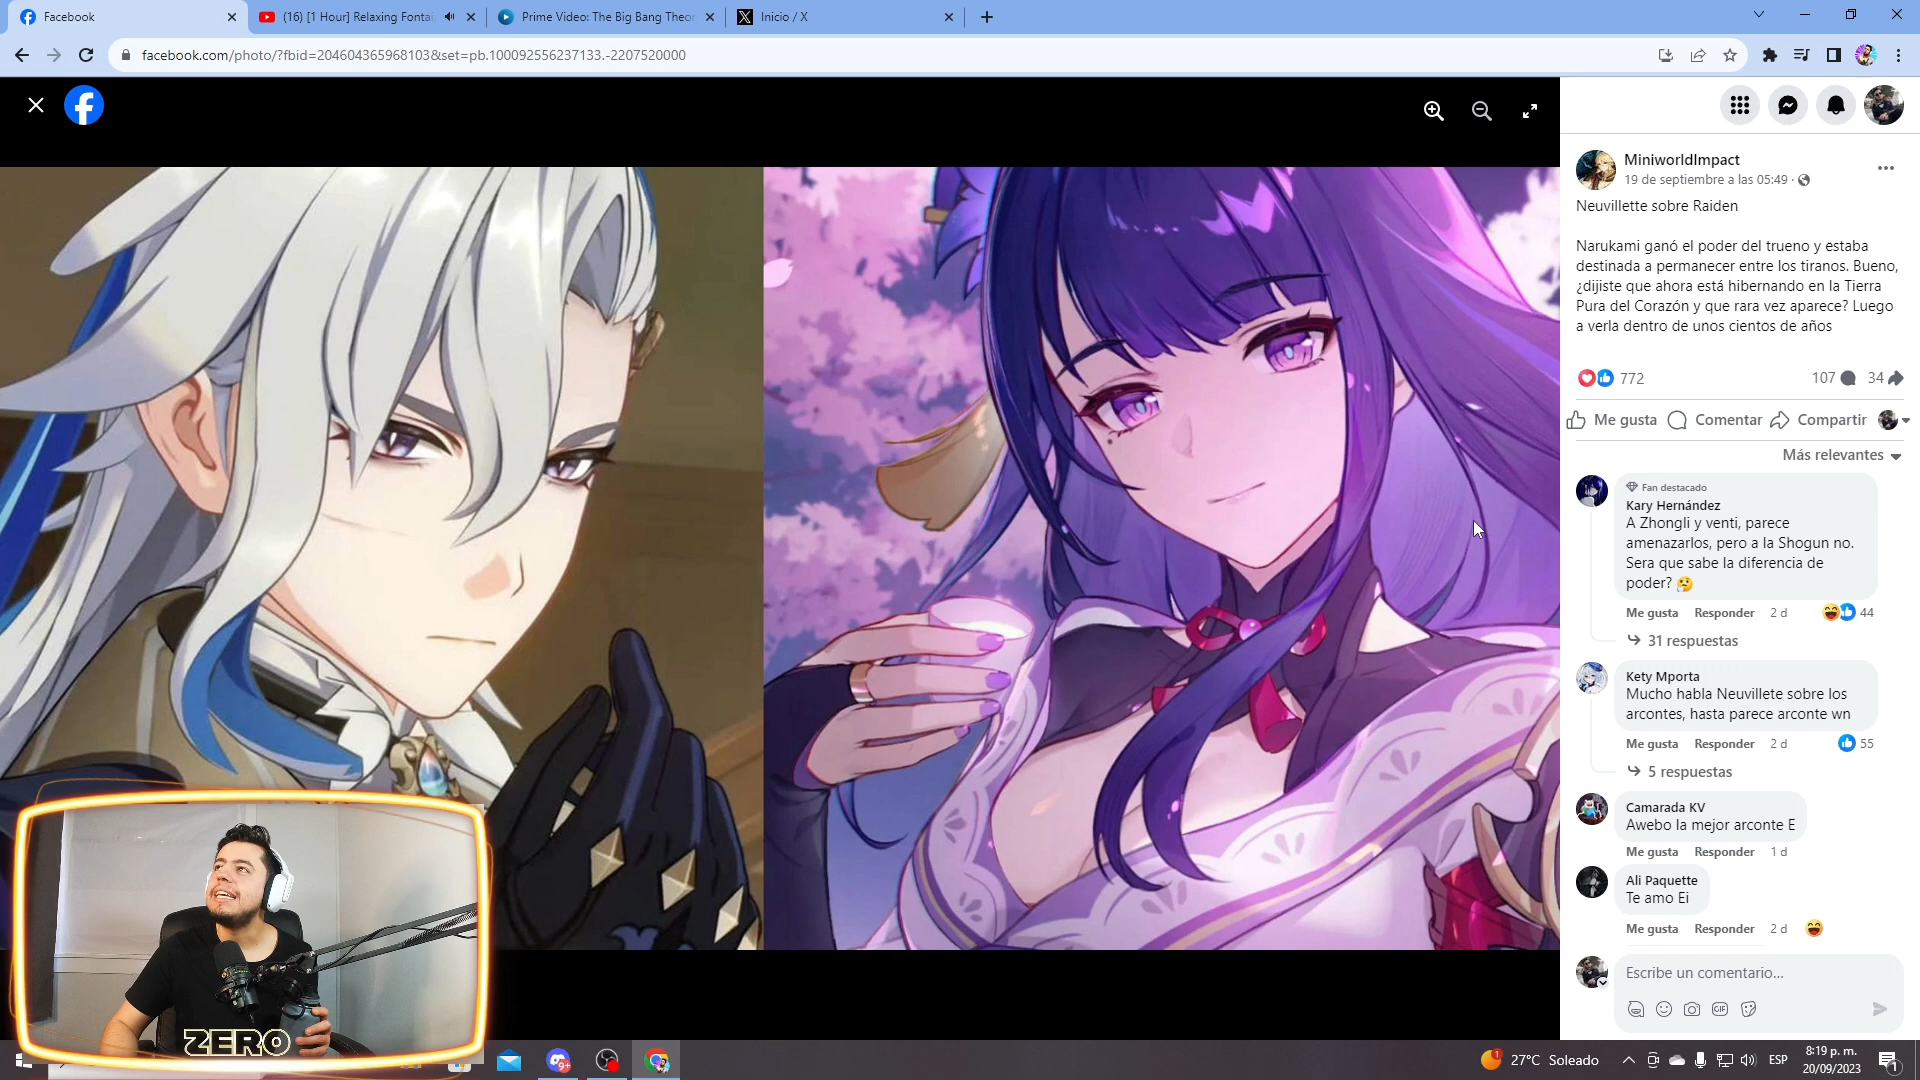 Facebook
(16) [1 Hour] Relaxing Fontai
Prime Video: The Big Bang Theor
Inicio / X
facebook.com/photo/?fbid=204604365968103&set=pb.100092556237133.-2207520000
MiniworldImpact
19 de septiembre a las 05:49 ·
Neuvillette sobre Raiden
Narukami ganó el poder del trueno y estaba
destinada a permanecer entre los tiranos. Bueno,
¿dijiste que ahora está hibernando en la Tierra
Pura del Corazón y que rara vez aparece? Luego
a verla dentro de unos cientos de años
772
107
34
Me gusta
Comentar
Compartir
Más relevantes
Fan destacado
Kary Hernández
A Zhongli y venti, parece
amenazarlos, pero a la Shogun no.
Sera que sabe la diferencia de
poder? 🤔
Me gusta Responder 2 d 44
31 respuestas
Kety Mporta
Mucho habla Neuvillete sobre los
arcontes, hasta parece arconte wn
Me gusta Responder 2 d 55
5 respuestas
Camarada KV
Awebo la mejor arconte E
Me gusta Responder 1 d
Ali Paquette
Te amo Ei
Me gusta Responder 2 d
Escribe un comentario...
GIF
ZERO
9+
1
27°C Soleado
ESP
8:19 p. m.
20/09/2023
1